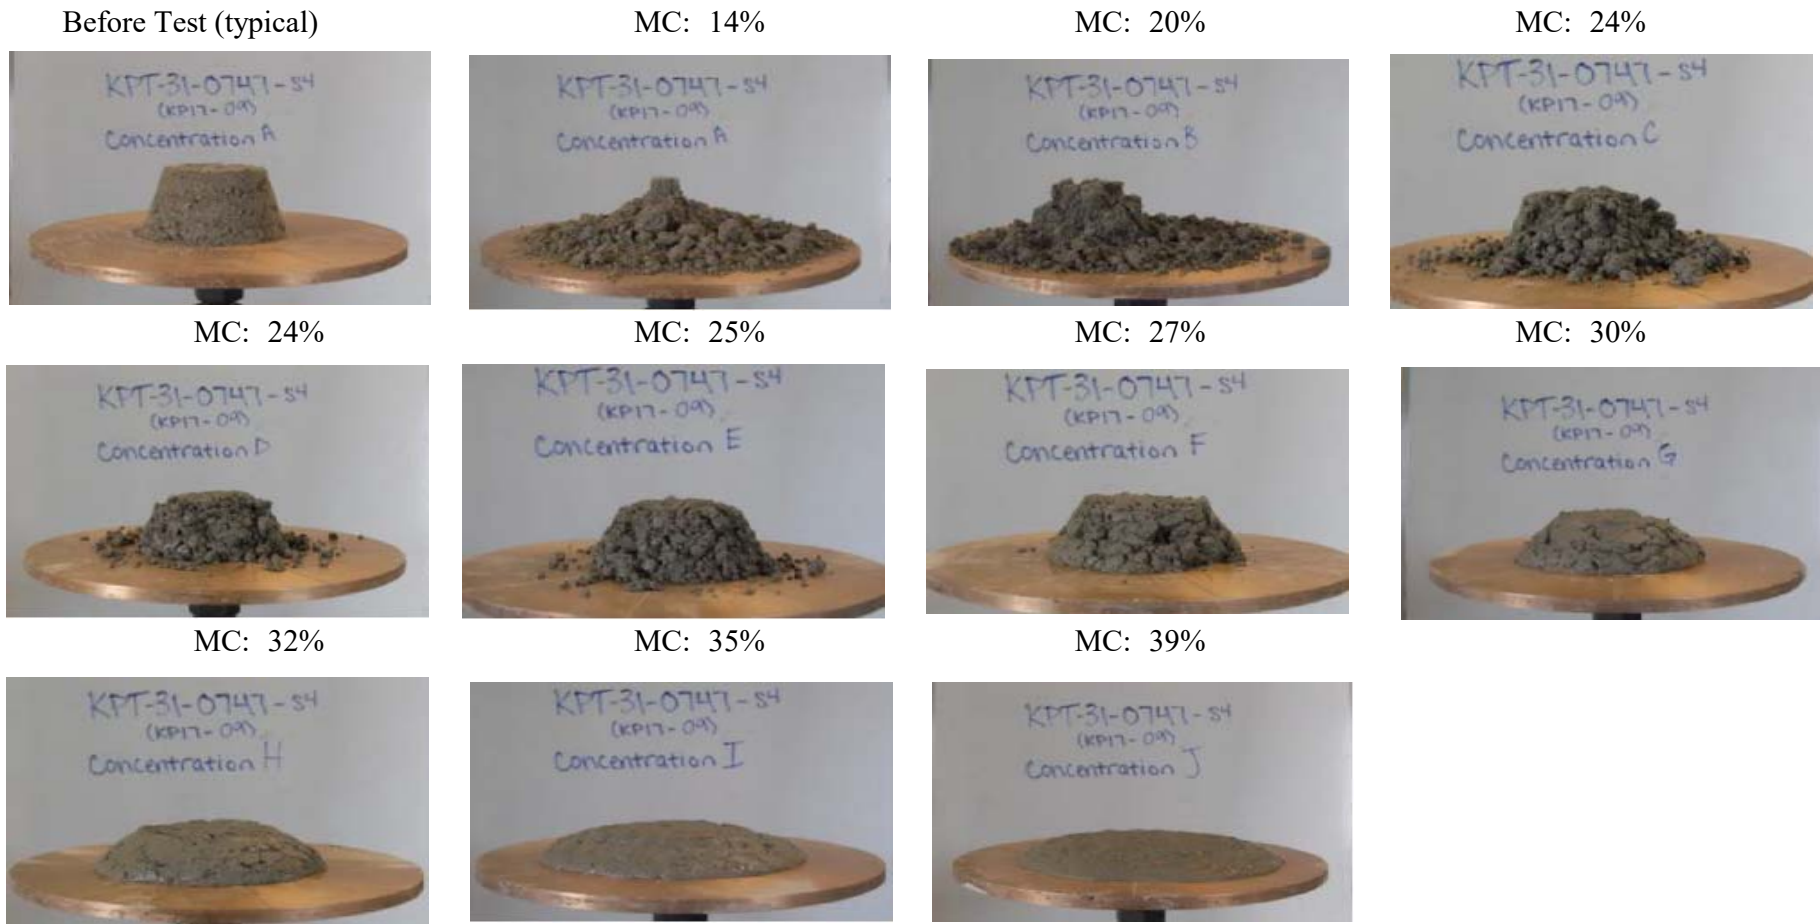 Before Test (typical)
MC: 14%
MC: 20%
MC: 24%
KPT-31-0747-S4
(KP17-09)
Concentration A
KPT-31-0747-S4
(KP17-09)
Concentration A
KPT-31-0747-S4
(KP17-09)
Concentration B
KPT-31-0747-S4
(KP17-09)
Concentration C
MC: 24%
MC: 25%
MC: 27%
MC: 30%
KPT-31-0747-S4
(KP17-09)
Concentration D
KPT-31-0747-S4
(KP17-09)
Concentration E
KPT-31-0747-S4
(KP17-09)
Concentration F
KPT-31-0747-S4
(KP17-09)
Concentration G
MC: 32%
MC: 35%
MC: 39%
KPT-31-0747-S4
(KP17-09)
Concentration H
KPT-31-0747-S4
(KP17-09)
Concentration I
KPT-31-0747-S4
(KP17-09)
Concentration J